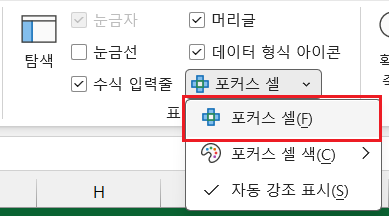 눈금자
머리글
탐색
눈금선
데이터 형식 아이콘
수식 입력줄
포커스 셀
포커스 셀(F)
포커스 셀 색(C)
자동 강조 표시(S)
H